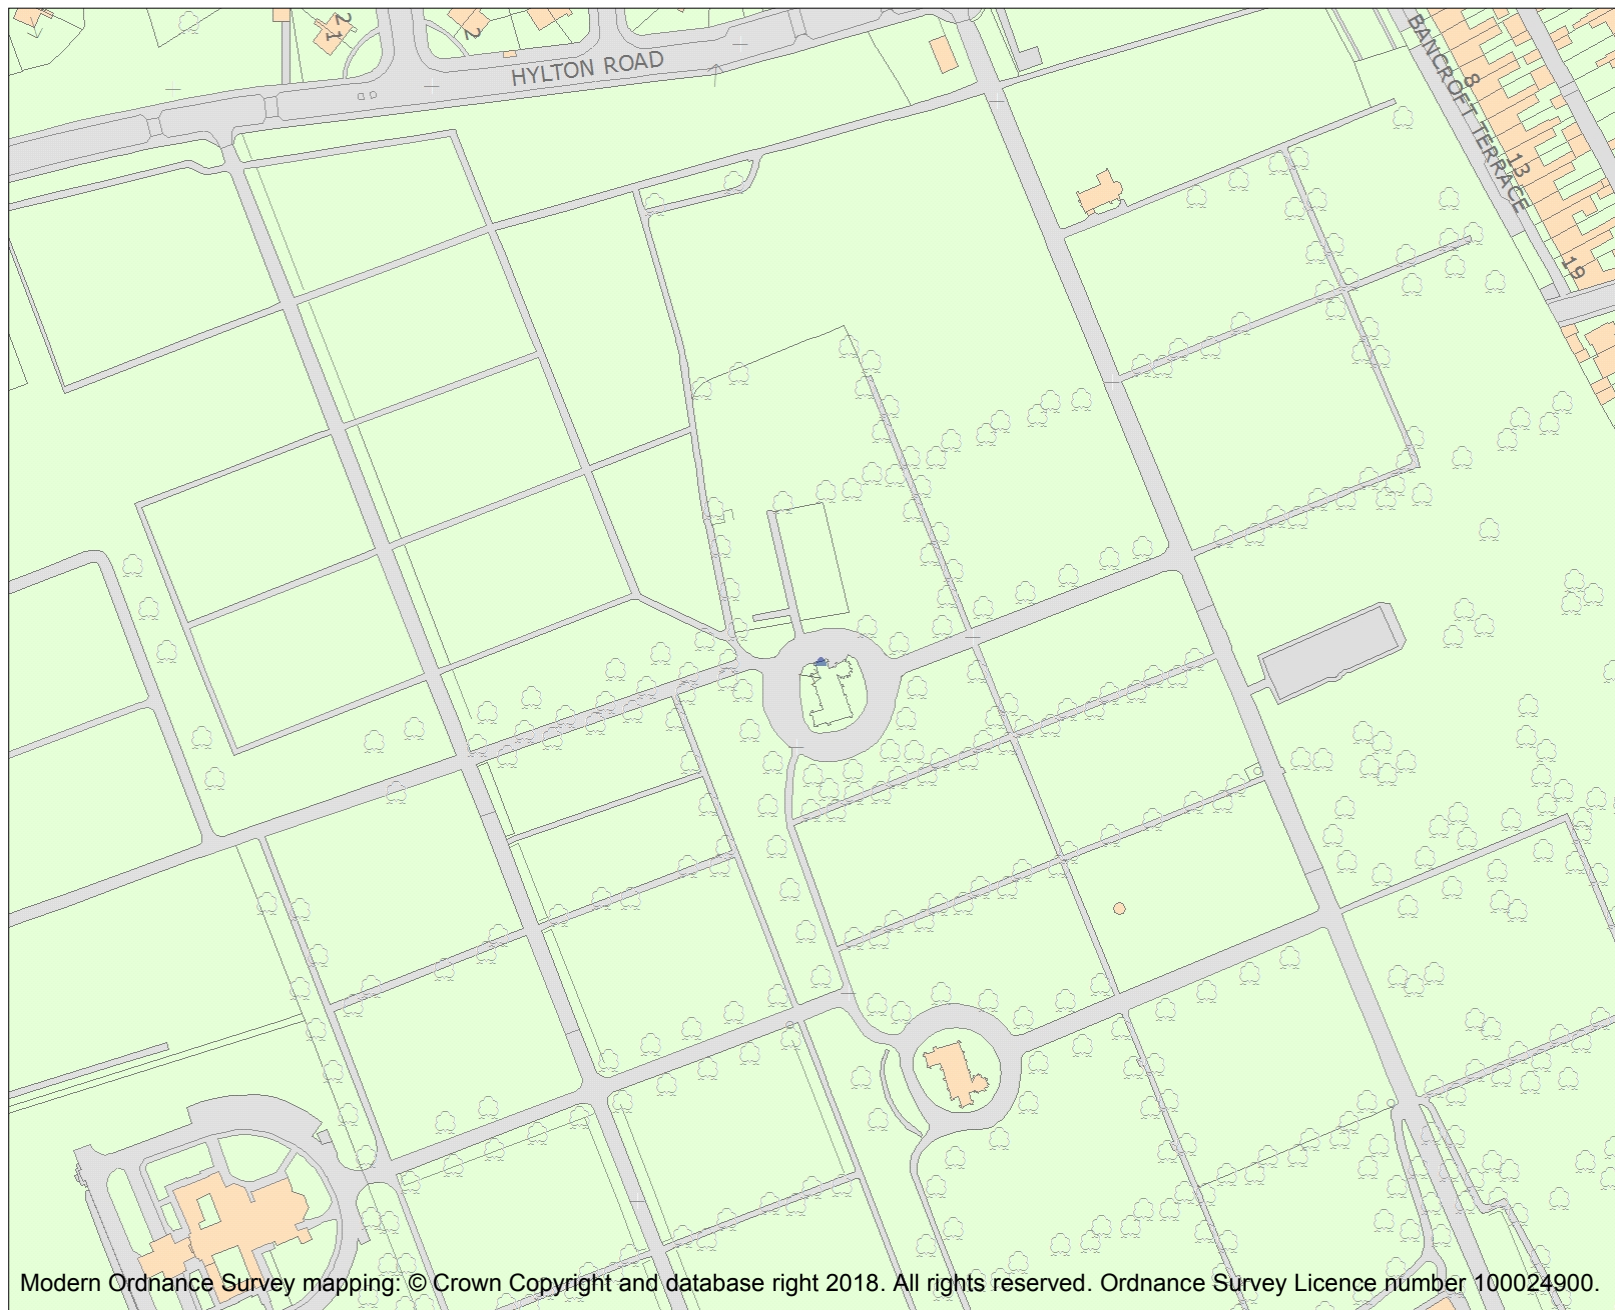 21
2
HYLTON ROAD
BANCROFT TERRACE
8
13
19
Modern Ordnance Survey mapping: © Crown Copyright and database right 2018. All rights reserved. Ordnance Survey Licence number 100024900.